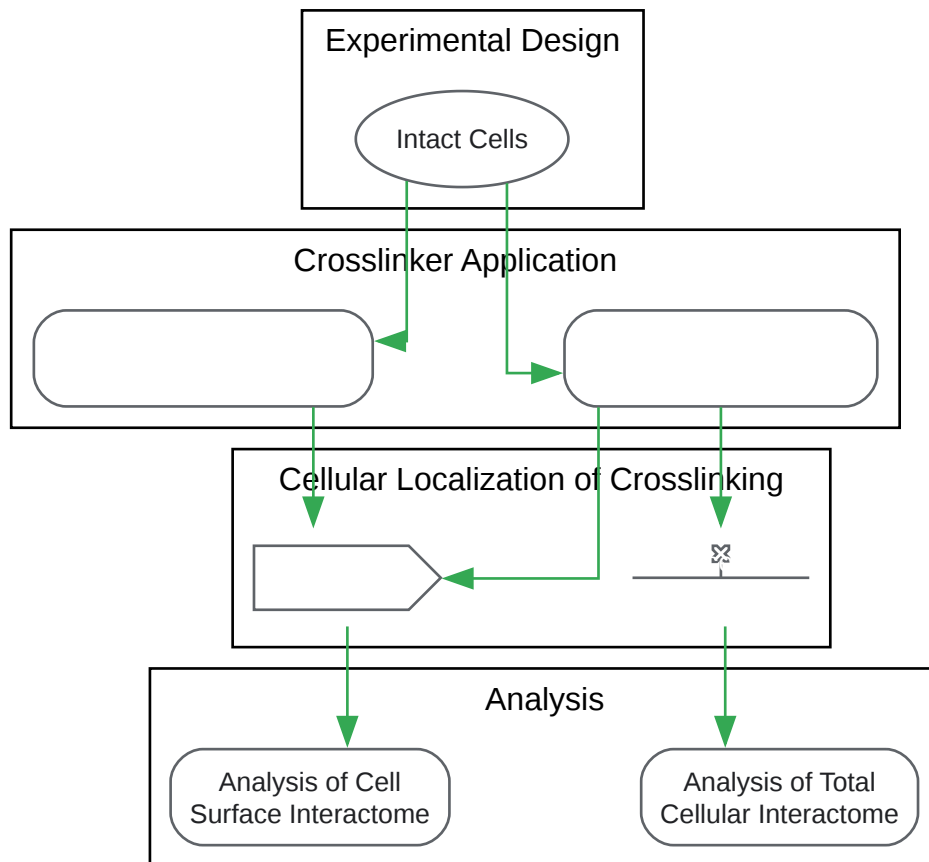 Experimental Design
Intact Cells
Crosslinker Application
Cellular Localization of Crosslinking
Analysis
Analysis of Cell
Surface Interactome
Analysis of Total
Cellular Interactome